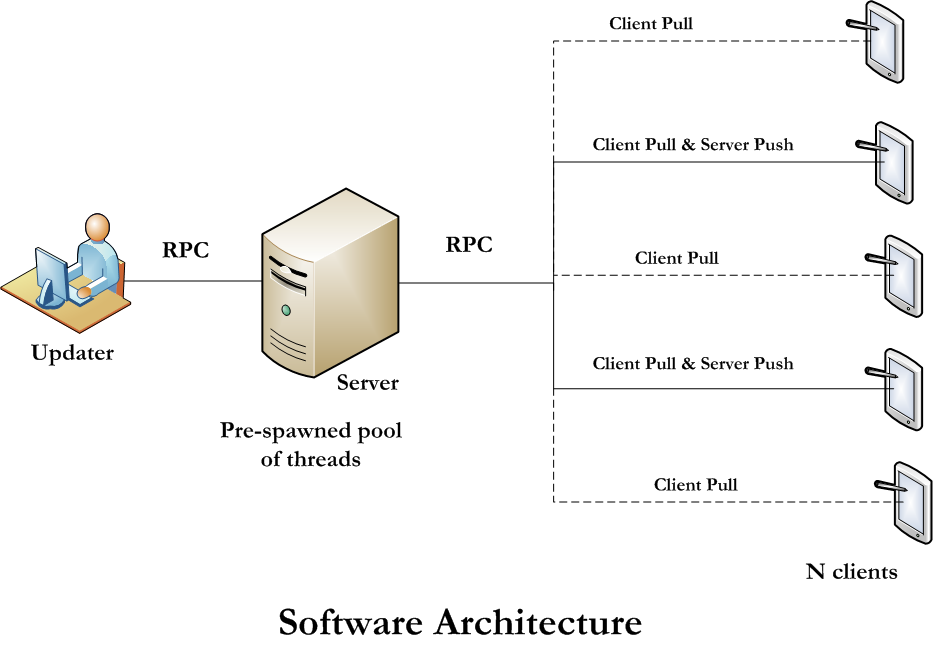 Client Pull
Client Pull & Server Push
RPC
RPC
Client Pull
Updater
Client Pull & Server Push
Server
Pre-spawned pool
of threads
Client Pull
N clients
Software Architecture